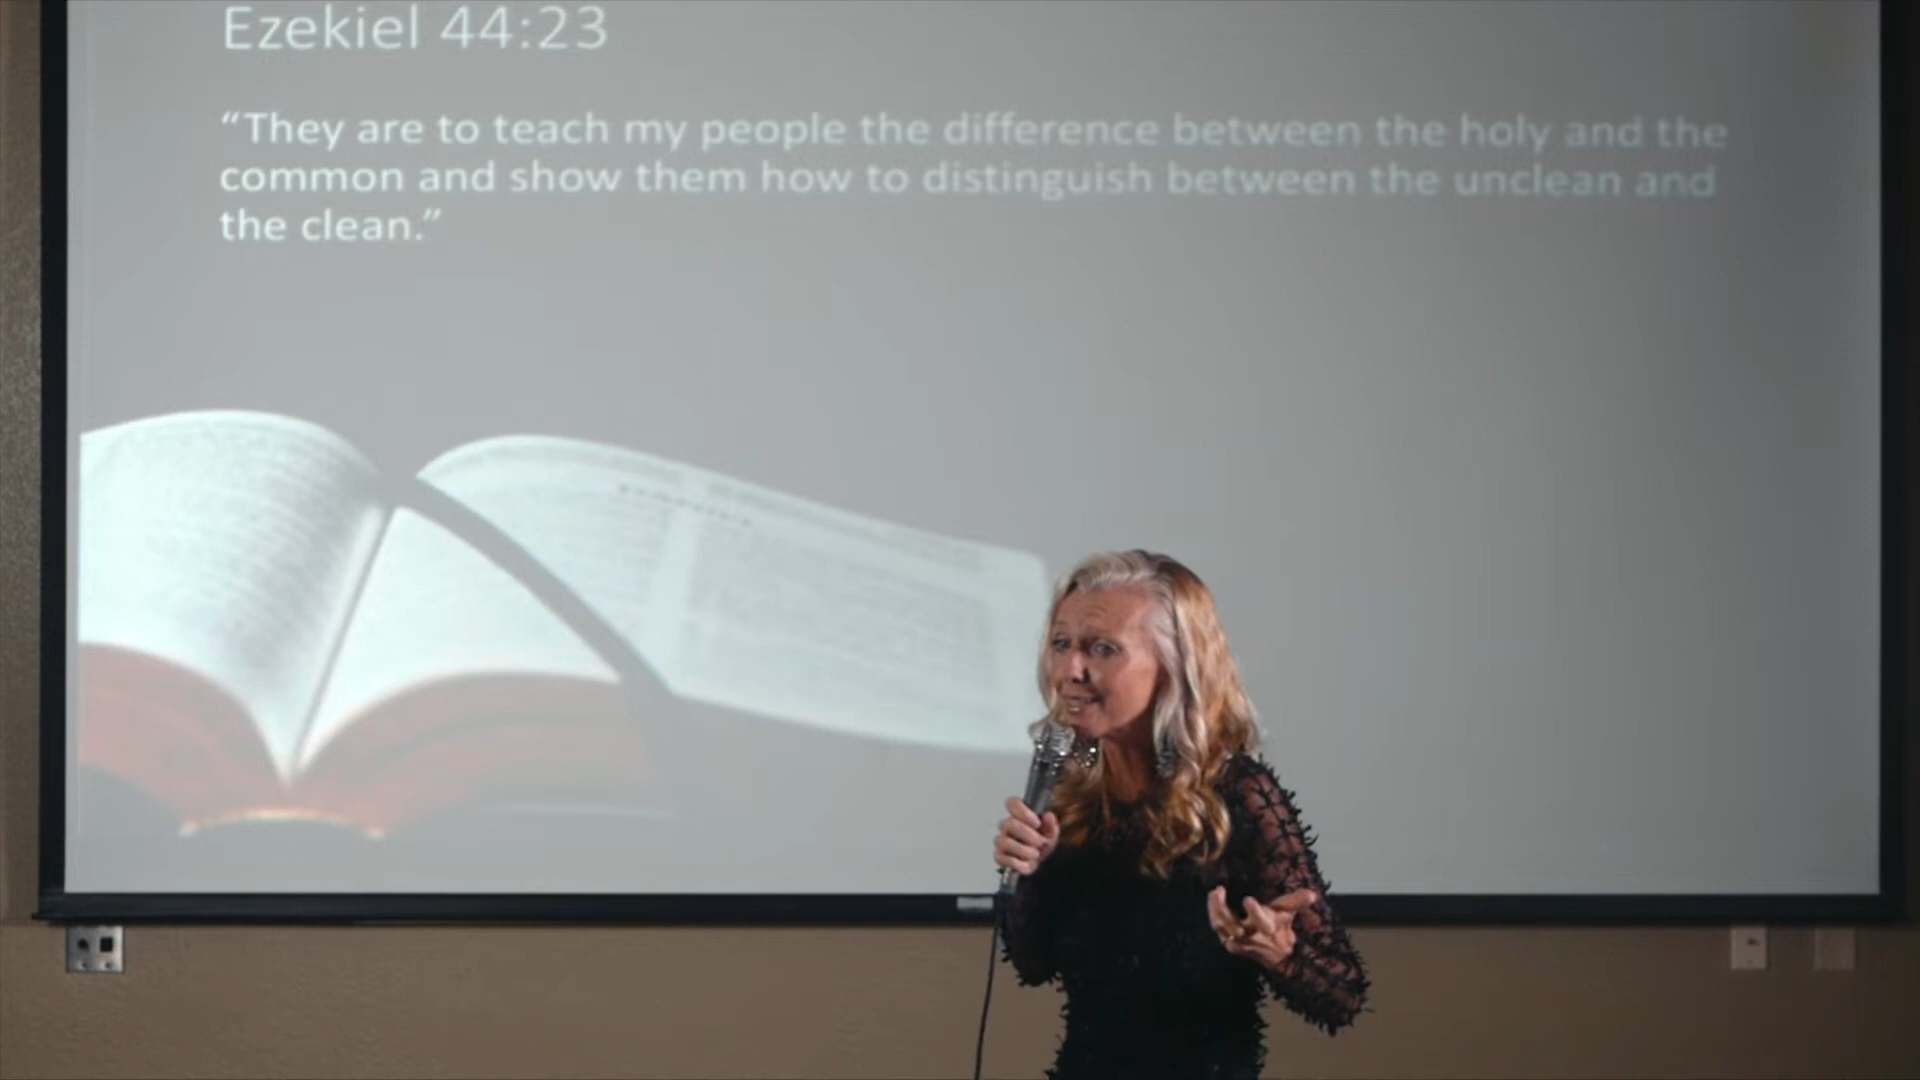 Ezekiel 44:23
“They are to teach my people the difference between the holy and the
common and show them how to distinguish between the unclean and
the clean.”